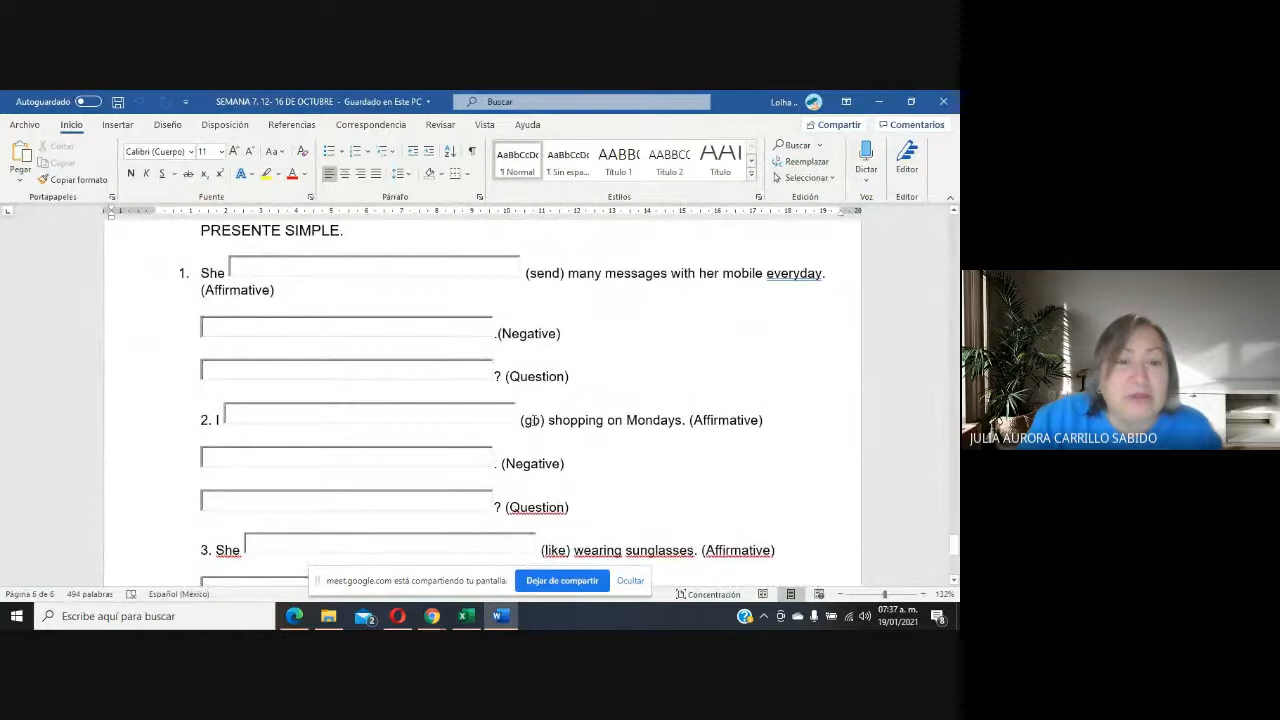 Autoguardado
SEMANA 7. 12- 16 DE OCTUBRE - Guardado en Este PC
Buscar
Lolha ..
Archivo Inicio Insertar Diseño Disposición Referencias Correspondencia Revisar Vista Ayuda
Compartir Comentarios
Pegar
Cortar
Copiar
Copiar formato
Calibri (Cuerpo) 11
N K S ab x₂ x²
AaBbCcDc AaBbCcDc AABBC AABBCC AAI
¶ Normal ¶ Sin espa... Título 1 Título 2 Título
Buscar
Reemplazar
Seleccionar
Dictar
Editor
Portapapeles Fuente Párrafo Estilos Edición Voz Editor
PRESENTE SIMPLE.
1. She (send) many messages with her mobile everyday.
(Affirmative)
.(Negative)
? (Question)
2. I (go) shopping on Mondays. (Affirmative)
. (Negative)
? (Question)
3. She (like) wearing sunglasses. (Affirmative)
meet.google.com está compartiendo tu pantalla. Dejar de compartir Ocultar
Página 6 de 6 494 palabras Español (México) Concentración 132%
Escribe aquí para buscar
07:37 a. m.
19/01/2021
JULIA AURORA CARRILLO SABIDO